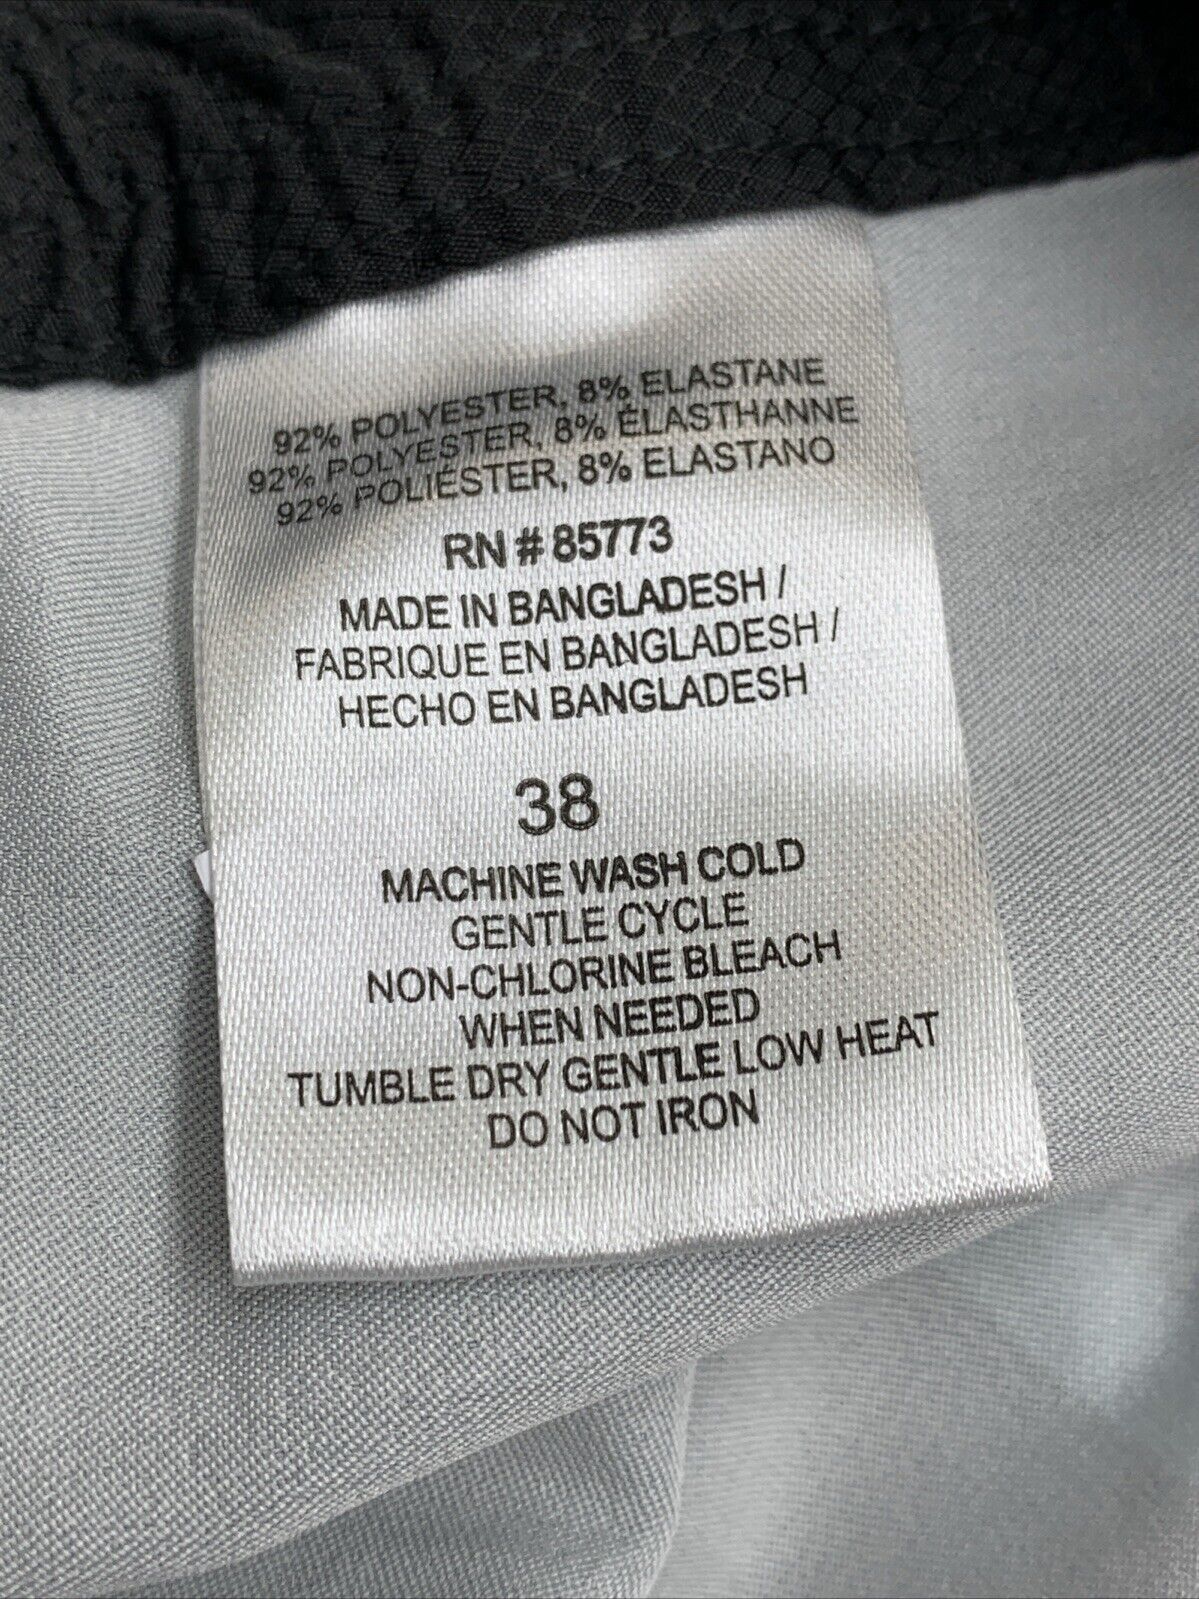 92% POLYESTER, 8% ELASTANE
92% POLYESTER, 8% ÉLASTHANNE
92% POLIÉSTER, 8% ELASTANO
RN # 85773
MADE IN BANGLADESH /
FABRIQUE EN BANGLADESH /
HECHO EN BANGLADESH
38
MACHINE WASH COLD
GENTLE CYCLE
NON-CHLORINE BLEACH
WHEN NEEDED
TUMBLE DRY GENTLE LOW HEAT
DO NOT IRON